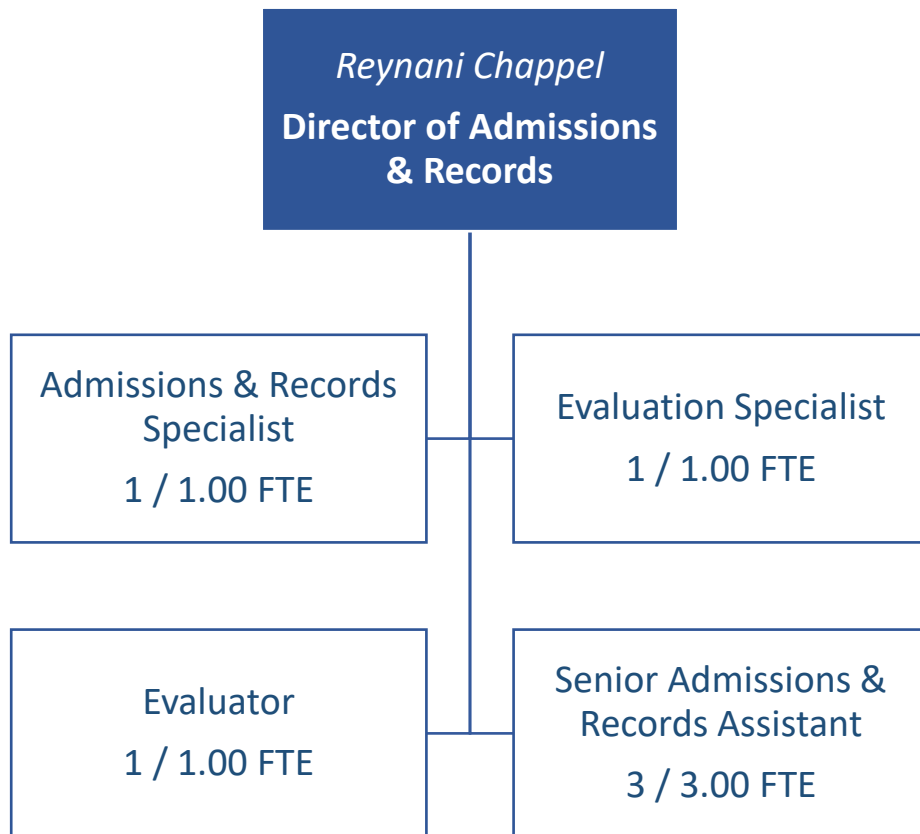 Reynani Chappel
Director of Admissions
& Records
Admissions & Records
Specialist
1 / 1.00 FTE
Evaluation Specialist
1 / 1.00 FTE
Evaluator
1 / 1.00 FTE
Senior Admissions &
Records Assistant
3 / 3.00 FTE